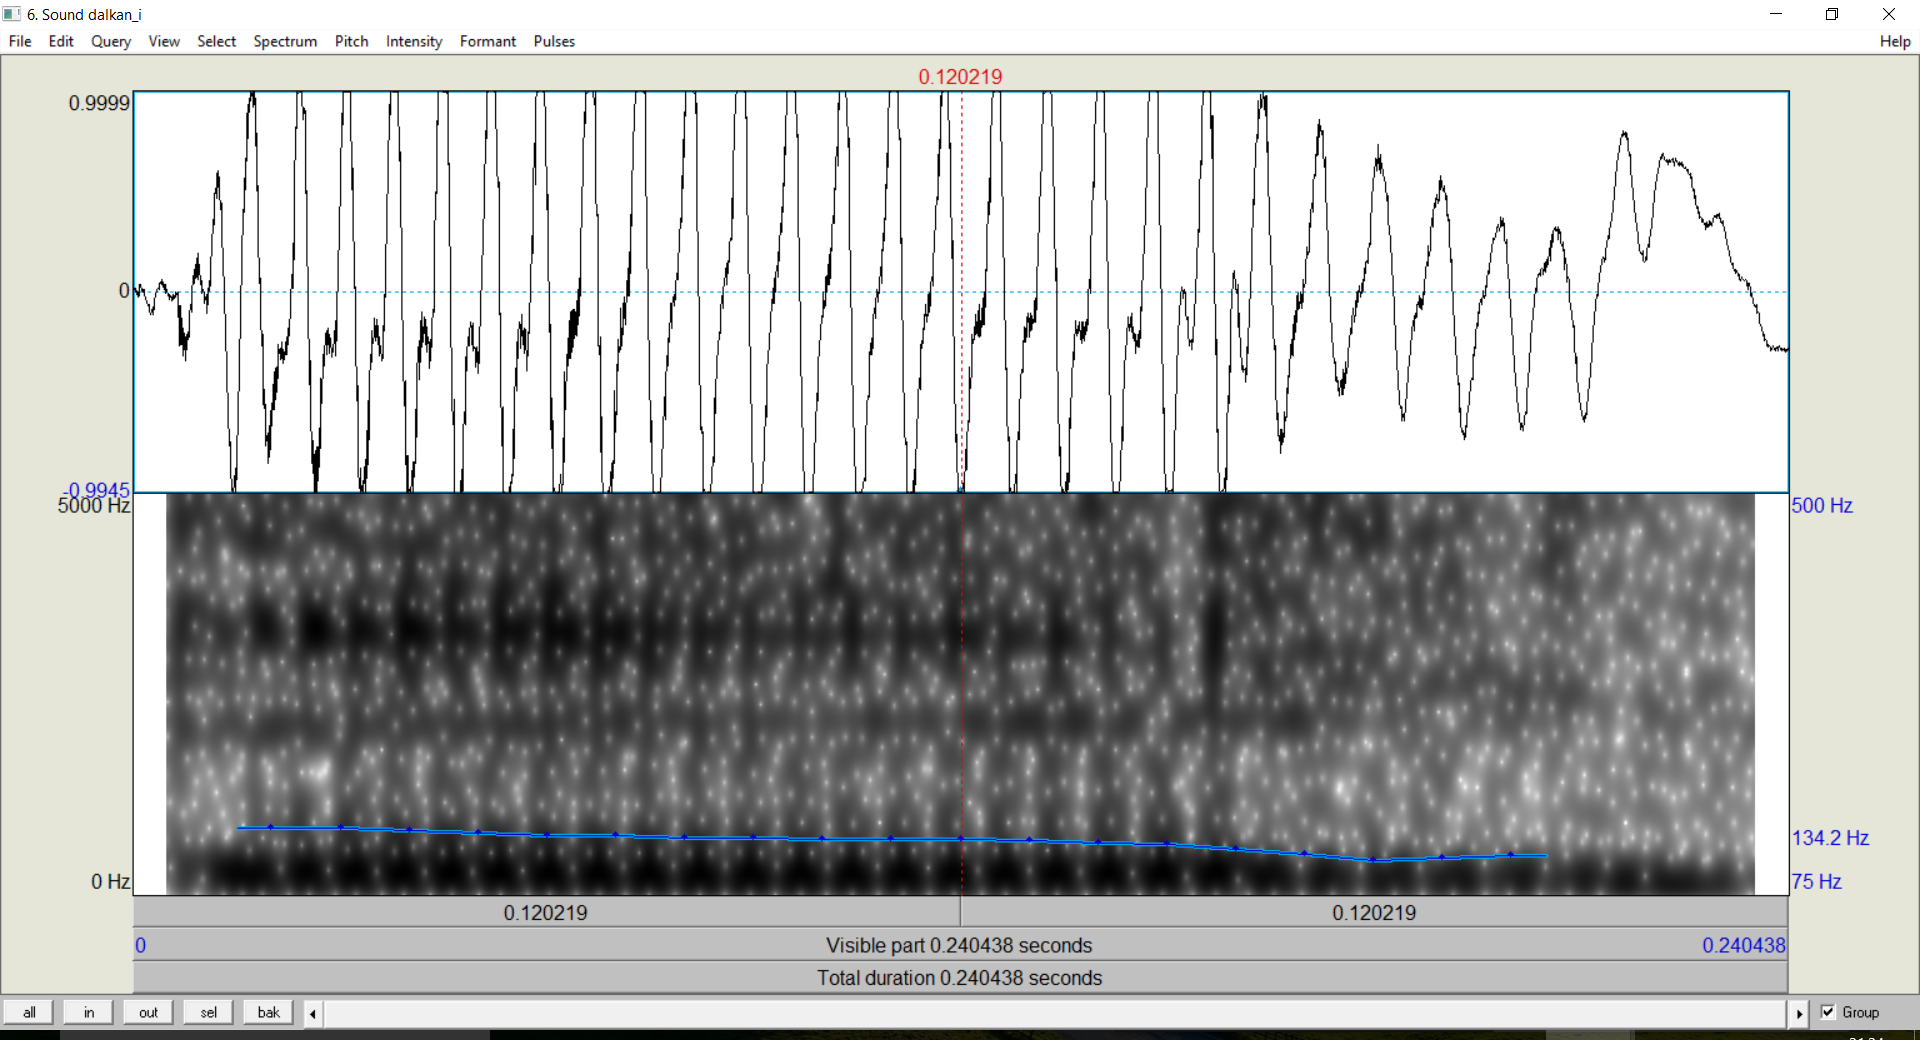 6. Sound dalkan_i
File Edit Query View Select Spectrum Pitch Intensity Formant Pulses Help
0.120219
0.9999
0
-0.9945
5000 Hz 500 Hz
134.2 Hz
0 Hz 75 Hz
0.120219 0.120219
0 Visible part 0.240438 seconds 0.240438
Total duration 0.240438 seconds
all in out sel bak Group